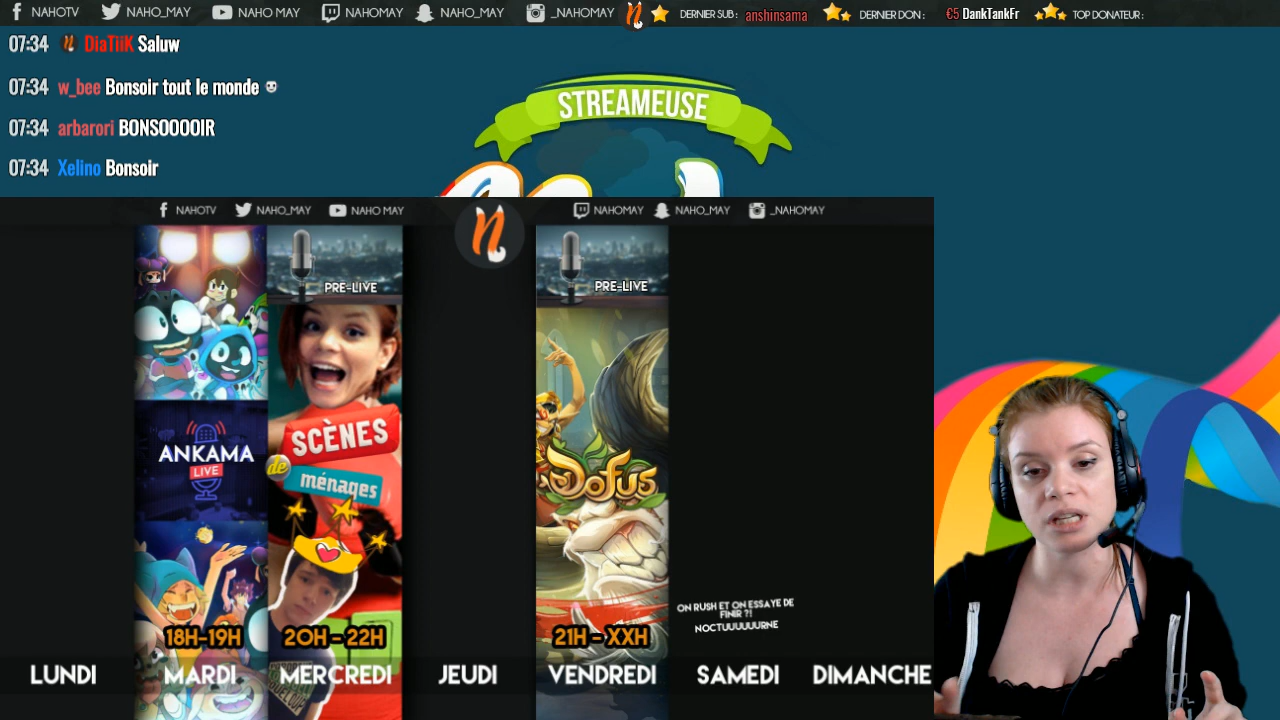 NAHOTV NAHO_MAY NAHO MAY NAHOMAY NAHO_MAY _NAHOMAY DERNIER SUB : anshinsama DERNIER DON : €5 DankTankFr TOP DONATEUR :
07:34 DiaTiiK Saluw
07:34 w_bee Bonsoir tout le monde
07:34 arbarori BONSOOOOIR
07:34 Xelino Bonsoir
STREAMEUSE
NAHOTV NAHO_MAY NAHO MAY n NAHOMAY NAHO_MAY _NAHOMAY
PRE-LIVE
PRE-LIVE
ANKAMA
LIVE
SCÈNES
de ménages
DOFUS
ON RUSH ET ON ESSAYE DE
FINIR ?!
NOCTUUUUUURNE
18H-19H 20H - 22H 21H - XXH
LUNDI MARDI MERCREDI JEUDI VENDREDI SAMEDI DIMANCHE